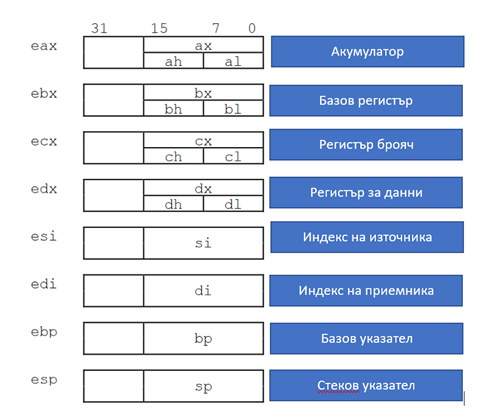 31 15 7 0
eax ax Акумулатор
ah al
ebx bx Базов регистър
bh bl
ecx cx Регистър брояч
ch cl
edx dx Регистър за данни
dh dl
esi si Индекс на източника
edi di Индекс на приемника
ebp bp Базов указател
esp sp Стеков указател